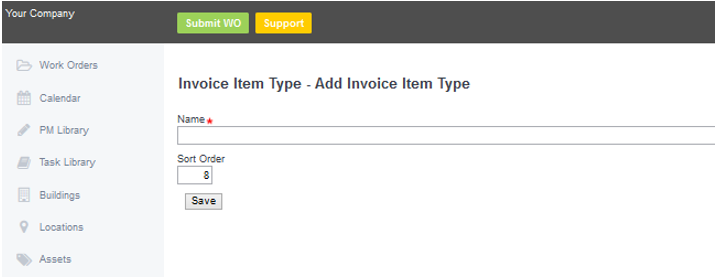 Your Company
Submit WO
Support
Work Orders
Calendar
PM Library
Task Library
Buildings
Locations
Assets
Invoice Item Type - Add Invoice Item Type
Name *
Sort Order
8
Save